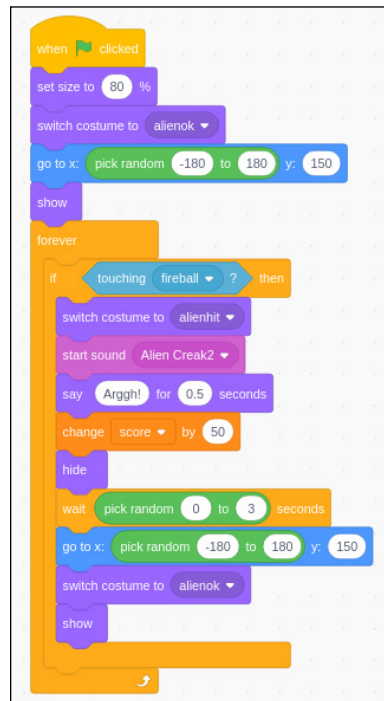 when clicked
set size to 80 %
switch costume to alienok
go to x: pick random -180 to 180 y: 150
show
forever
if touching fireball ? then
switch costume to alienhit
start sound Alien Creak2
say Arggh! for 0.5 seconds
change score by 50
hide
wait pick random 0 to 3 seconds
go to x: pick random -180 to 180 y: 150
switch costume to alienok
show